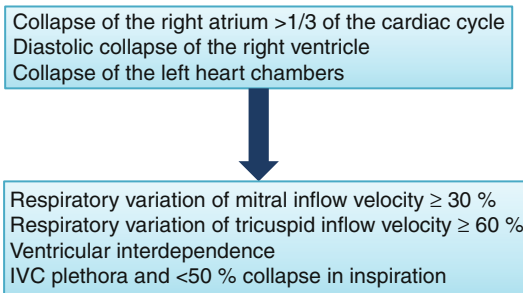 Collapse of the right atrium >1/3 of the cardiac cycle
Diastolic collapse of the right ventricle
Collapse of the left heart chambers
Respiratory variation of mitral inflow velocity ≥ 30 %
Respiratory variation of tricuspid inflow velocity ≥ 60 %
Ventricular interdependence
IVC plethora and <50 % collapse in inspiration